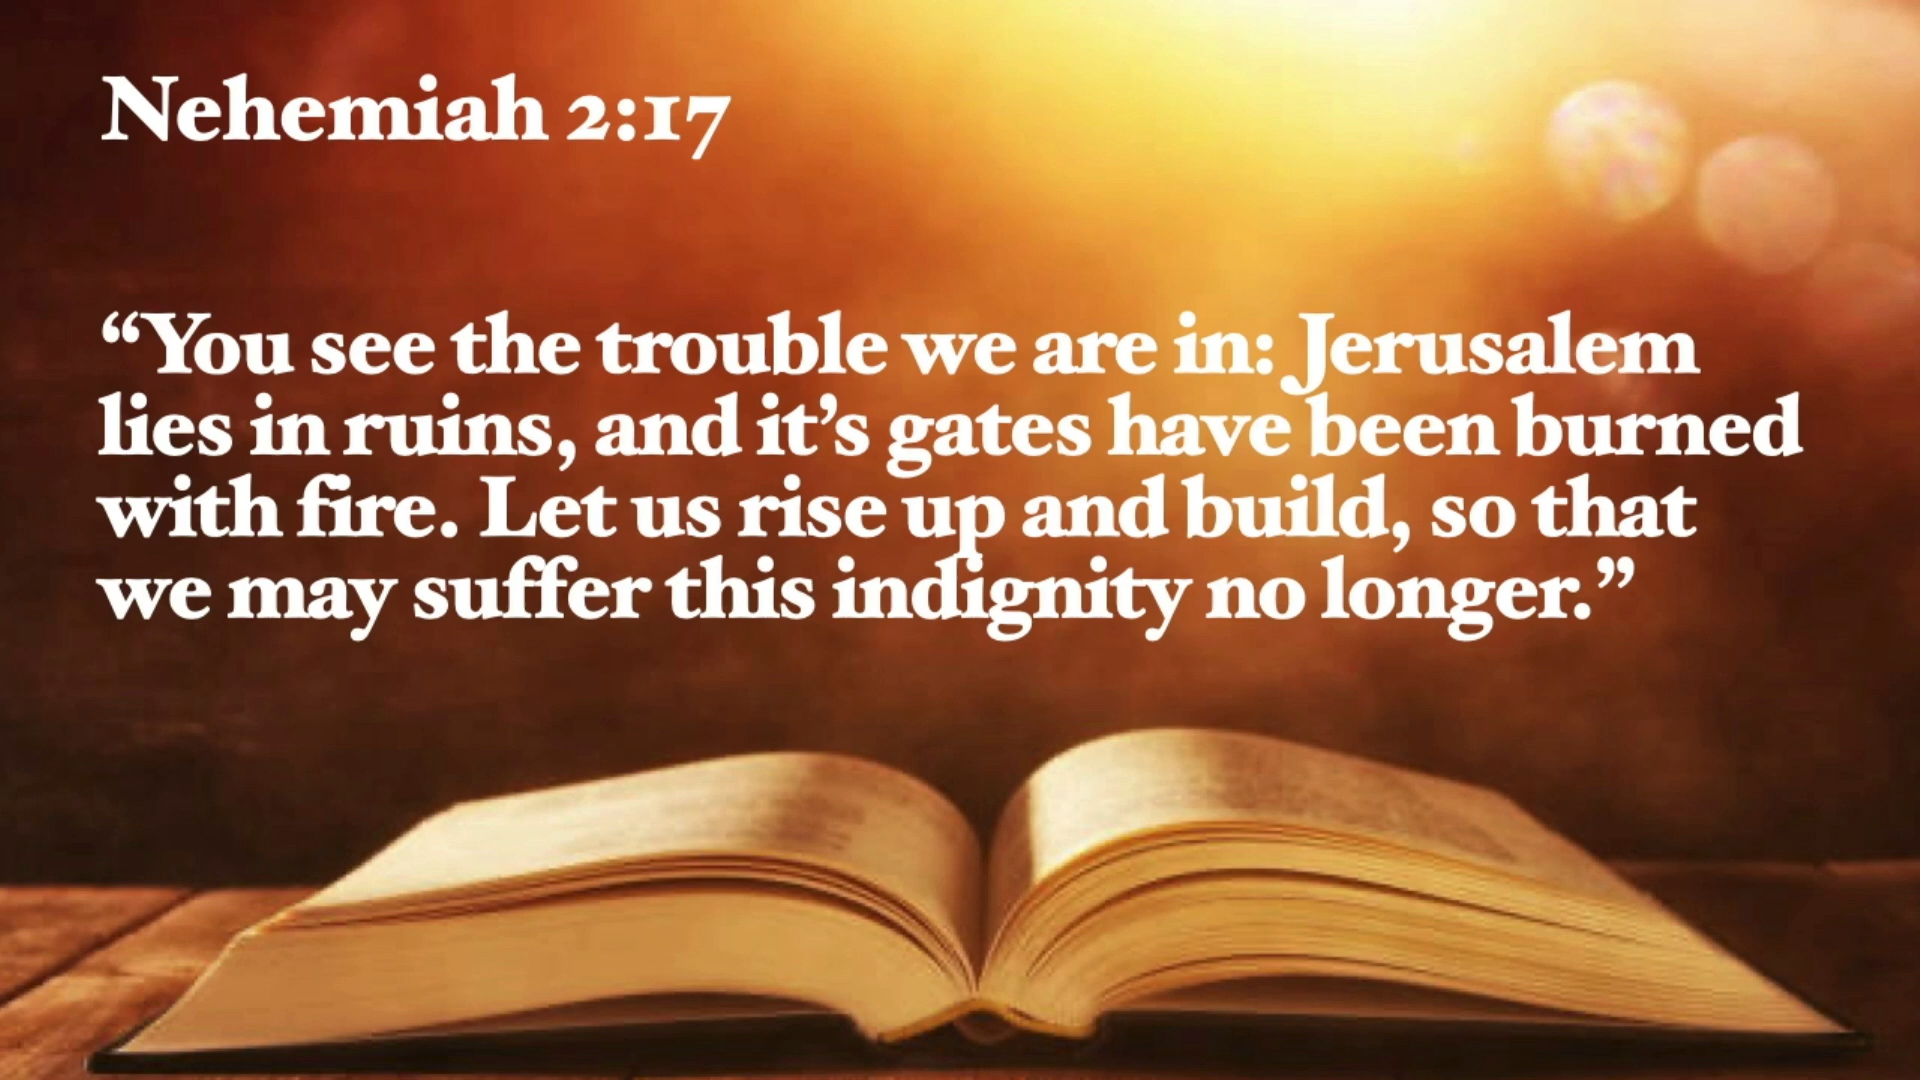 Nehemiah 2:17
“You see the trouble we are in: Jerusalem
lies in ruins, and it’s gates have been burned
with fire. Let us rise up and build, so that
we may suffer this indignity no longer.”